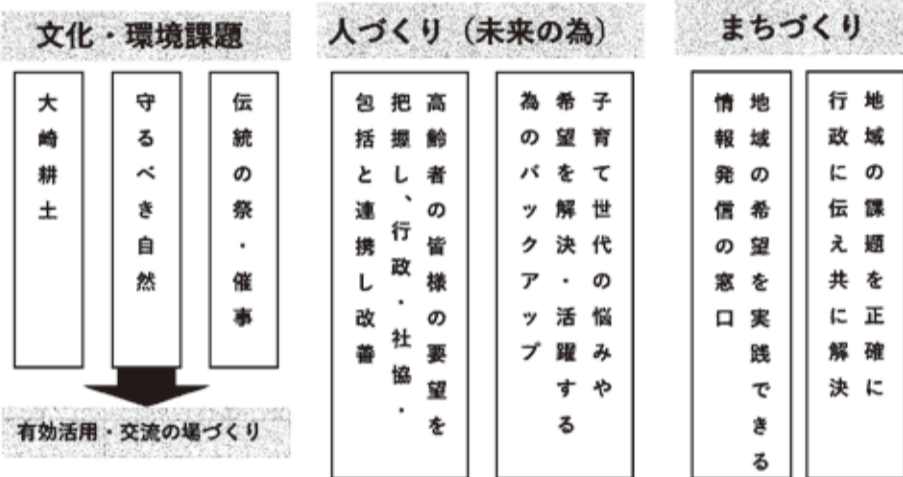 まちづくり
地域の課題を正確に
行政に伝え共に解決
地域の希望を実践できる
情報発信の窓口
人づくり（未来の為）
子育て世代の悩みや
希望を解決・活躍する
為のバックアップ
高齢者の皆様の要望を
把握し、行政・社協・
包括と連携し改善
文化・環境課題
伝統の祭・催事
守るべき自然
大崎耕土
有効活用・交流の場づくり